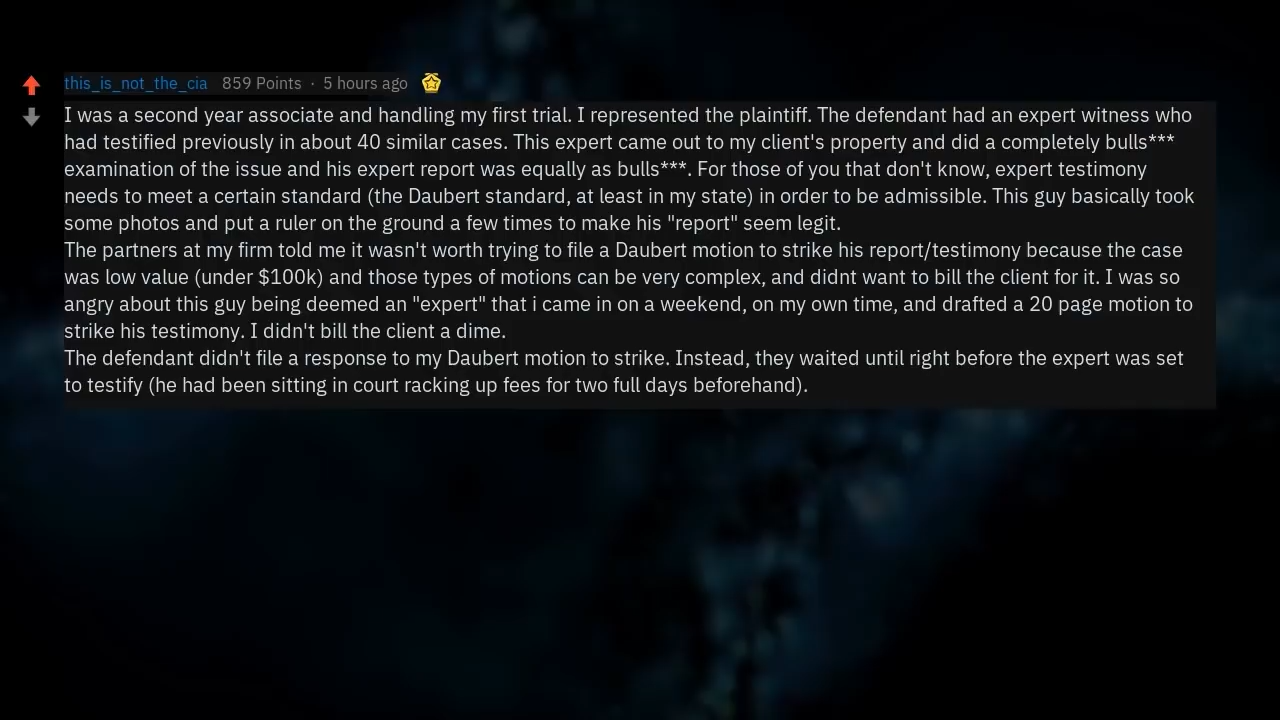 this_is_not_the_cia 859 Points · 5 hours ago
I was a second year associate and handling my first trial. I represented the plaintiff. The defendant had an expert witness who
had testified previously in about 40 similar cases. This expert came out to my client's property and did a completely bulls***
examination of the issue and his expert report was equally as bulls***. For those of you that don't know, expert testimony
needs to meet a certain standard (the Daubert standard, at least in my state) in order to be admissible. This guy basically took
some photos and put a ruler on the ground a few times to make his "report" seem legit.
The partners at my firm told me it wasn't worth trying to file a Daubert motion to strike his report/testimony because the case
was low value (under $100k) and those types of motions can be very complex, and didnt want to bill the client for it. I was so
angry about this guy being deemed an "expert" that i came in on a weekend, on my own time, and drafted a 20 page motion to
strike his testimony. I didn't bill the client a dime.
The defendant didn't file a response to my Daubert motion to strike. Instead, they waited until right before the expert was set
to testify (he had been sitting in court racking up fees for two full days beforehand).